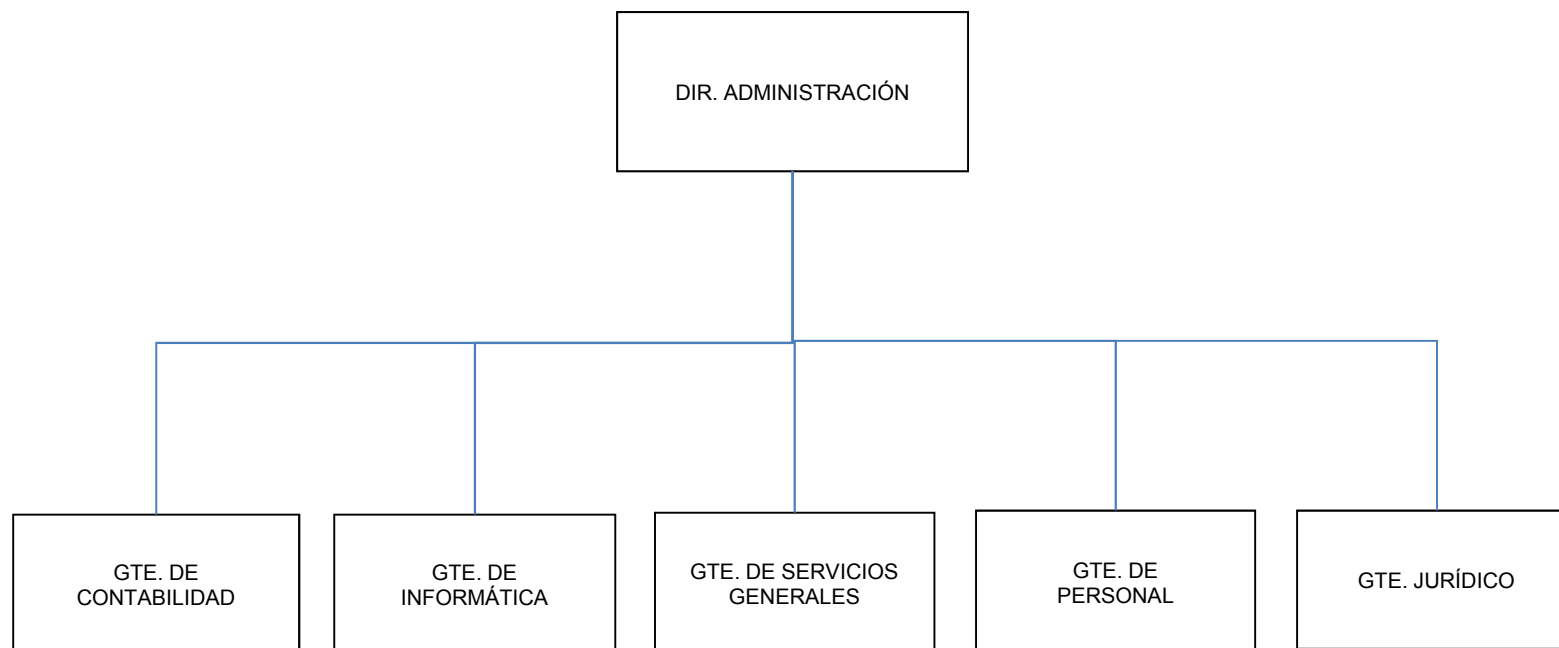 DIR. ADMINISTRACIÓN
GTE. DE
CONTABILIDAD
GTE. DE
INFORMÁTICA
GTE. DE SERVICIOS
GENERALES
GTE. DE
PERSONAL
GTE. JURÍDICO